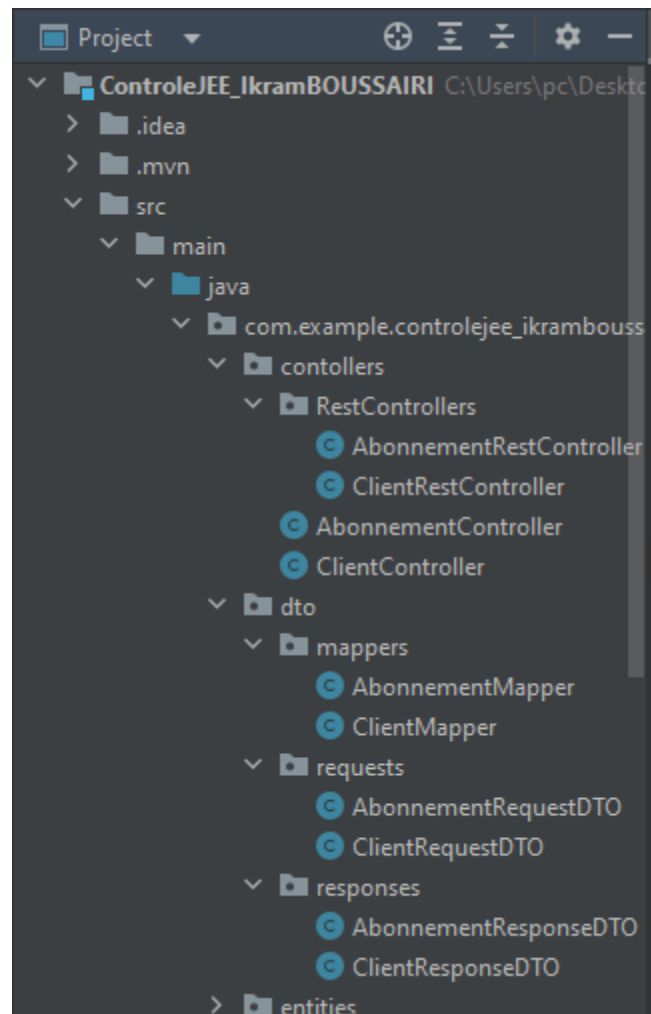 Project
ControleJEE_IkramBOUSSAIRI C:\Users\pc\Deskto
.idea
.mvn
src
main
java
com.example.controlejee_ikrambouss
contollers
RestControllers
AbonnementRestController
ClientRestController
AbonnementController
ClientController
dto
mappers
AbonnementMapper
ClientMapper
requests
AbonnementRequestDTO
ClientRequestDTO
responses
AbonnementResponseDTO
ClientResponseDTO
entities